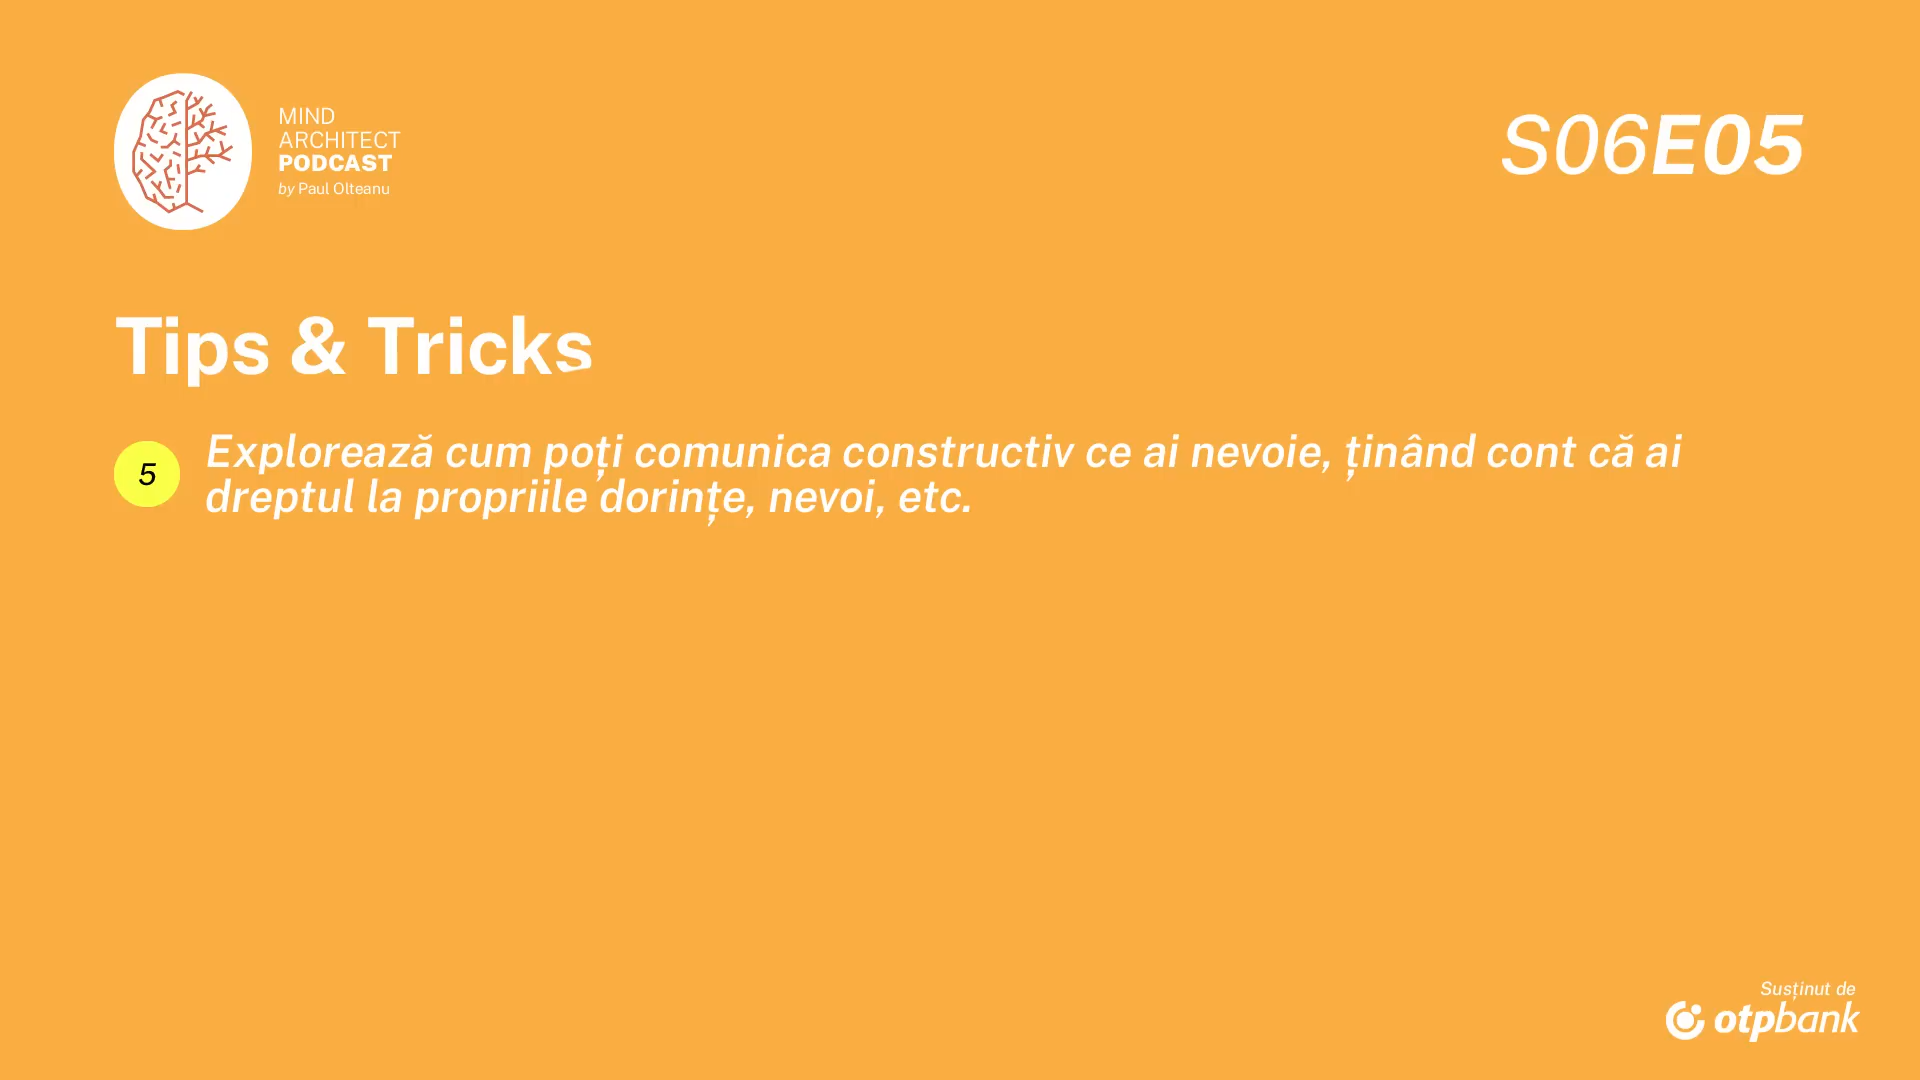 MIND
ARCHITECT
PODCAST
by Paul Olteanu
S06E05
Tips & Tricks
5
Explorează cum poți comunica constructiv ce ai nevoie, ținând cont că ai
dreptul la propriile dorințe, nevoi, etc.
Susținut de
otpbank